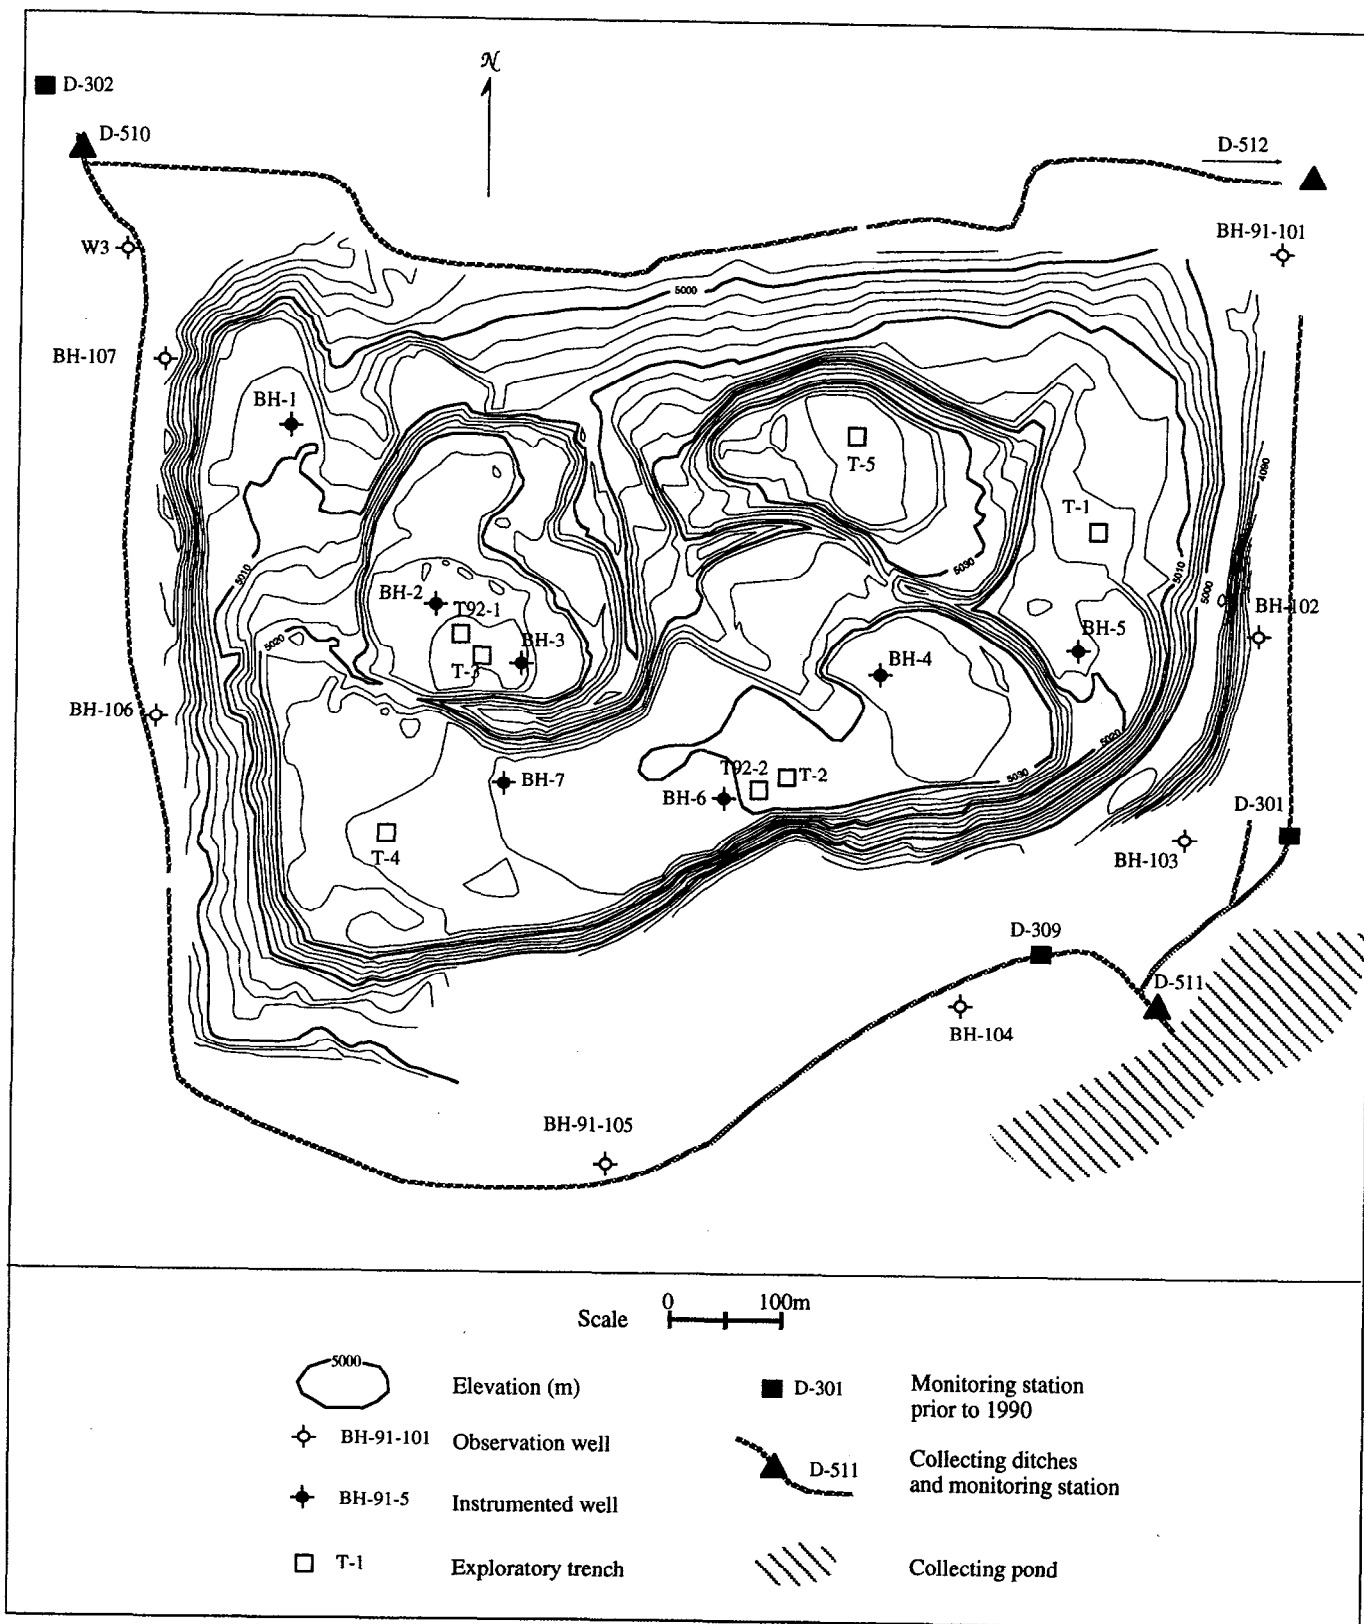 N
D-302
D-510
D-512
W3
BH-91-101
5000
BH-107
BH-1
T-5
4090
T-1
5010
5030
5010
5000
BH-2
T92-1
BH-102
5020
BH-3
BH-5
T-3
BH-4
BH-106
5020
T92-2
T-2
BH-7
5030
BH-6
D-301
T-4
BH-103
D-309
D-511
BH-104
BH-91-105
0 100m
Scale
5000
Elevation (m)
D-301
Monitoring station
prior to 1990
BH-91-101
Observation well
D-511
Collecting ditches
and monitoring station
BH-91-5
Instrumented well
T-1
Exploratory trench
Collecting pond